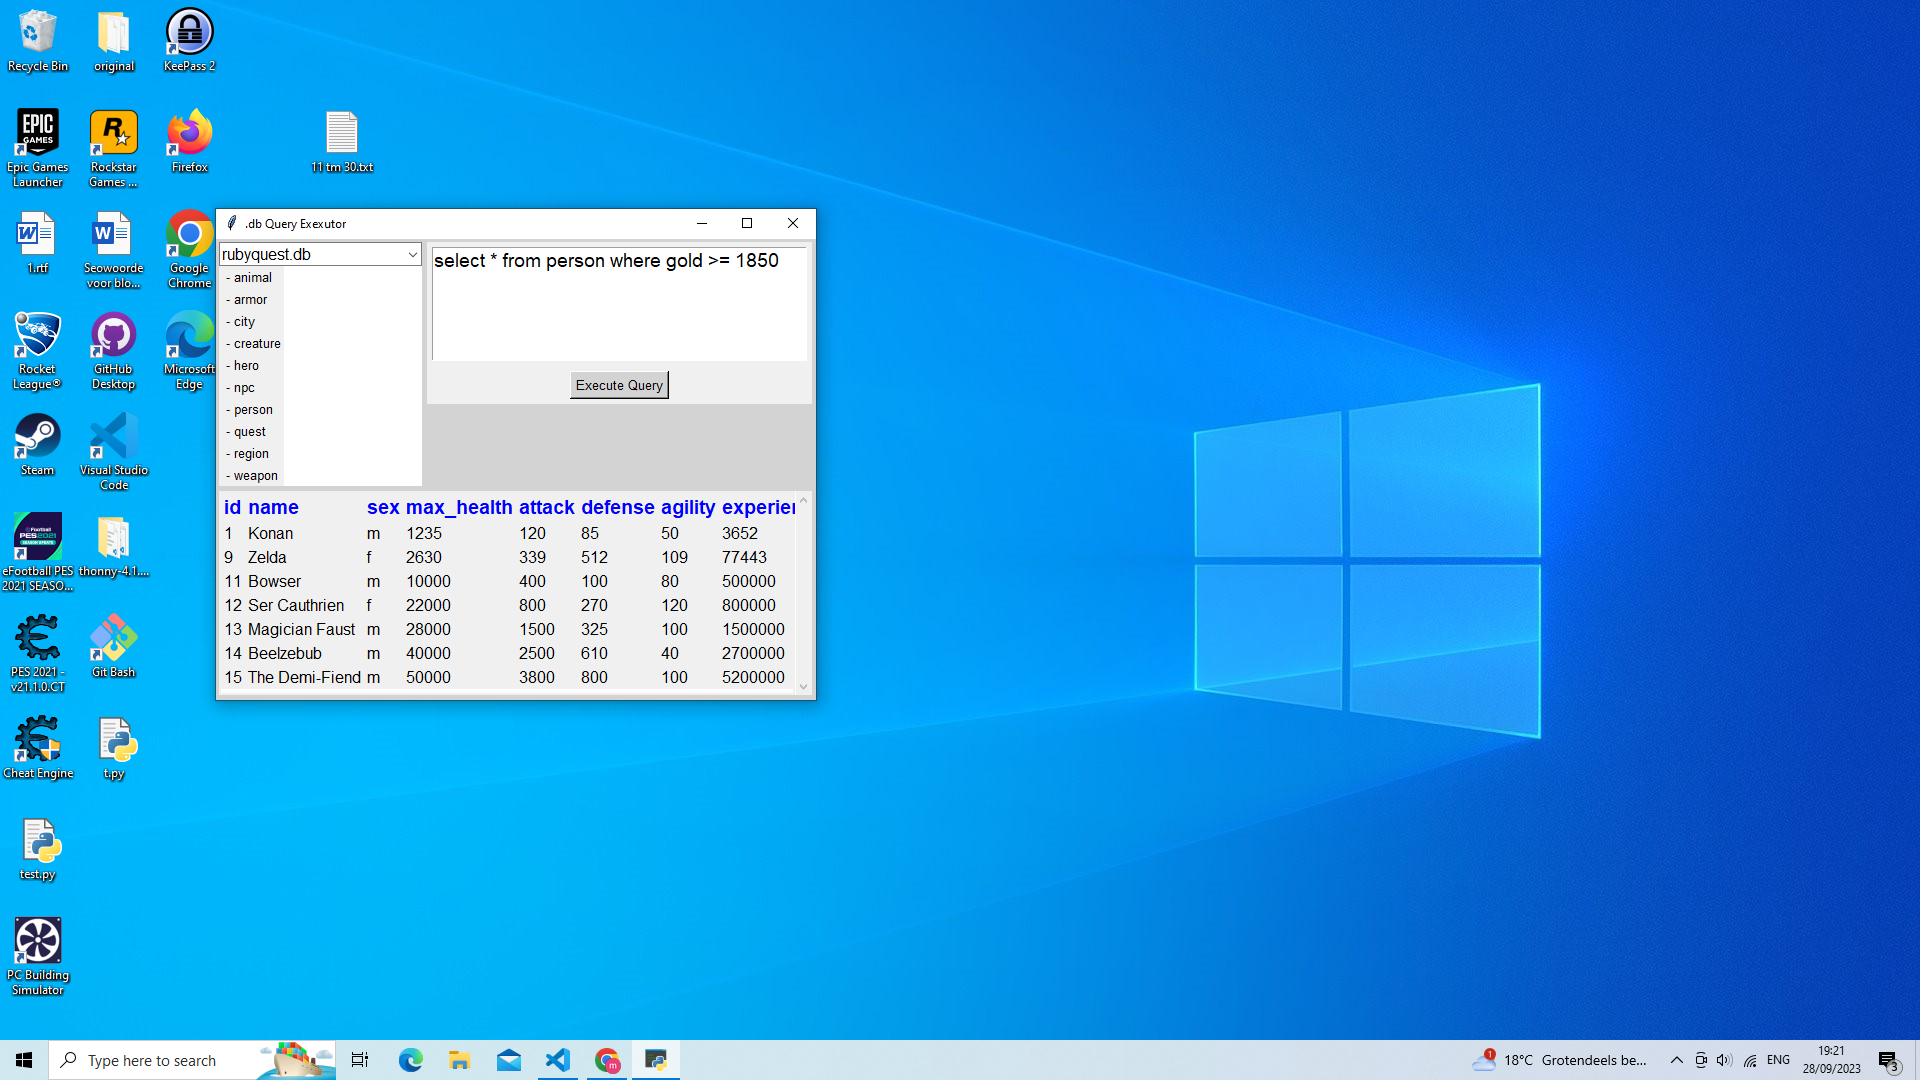 Recycle Bin
original
KeePass 2
EPIC
GAMES
Epic Games
Launcher
R
Rockstar
Games ...
Firefox
11 tm 30.txt
W
1.rtf
W
Seowoorde
voor blo...
Google
Chrome
Rocket
League®
GitHub
Desktop
Microsoft
Edge
Steam
Visual Studio
Code
eFootball
PES2021
SEASON UPDATE
eFootball PES
2021 SEASO...
thonny-4.1....
PES 2021 -
v21.1.0.CT
Git Bash
Cheat Engine
t.py
test.py
PC Building
Simulator
.db Query Exexutor
rubyquest.db
- animal
- armor
- city
- creature
- hero
- npc
- person
- quest
- region
- weapon
select * from person where gold >= 1850
Execute Query
id name sex max_health attack defense agility experien
1 Konan m 1235 120 85 50 3652
9 Zelda f 2630 339 512 109 77443
11 Bowser m 10000 400 100 80 500000
12 Ser Cauthrien f 22000 800 270 120 800000
13 Magician Faust m 28000 1500 325 100 1500000
14 Beelzebub m 40000 2500 610 40 2700000
15 The Demi-Fiend m 50000 3800 800 100 5200000
Type here to search
m
1
18°C Grotendeels be...
ENG
19:21
28/09/2023
3